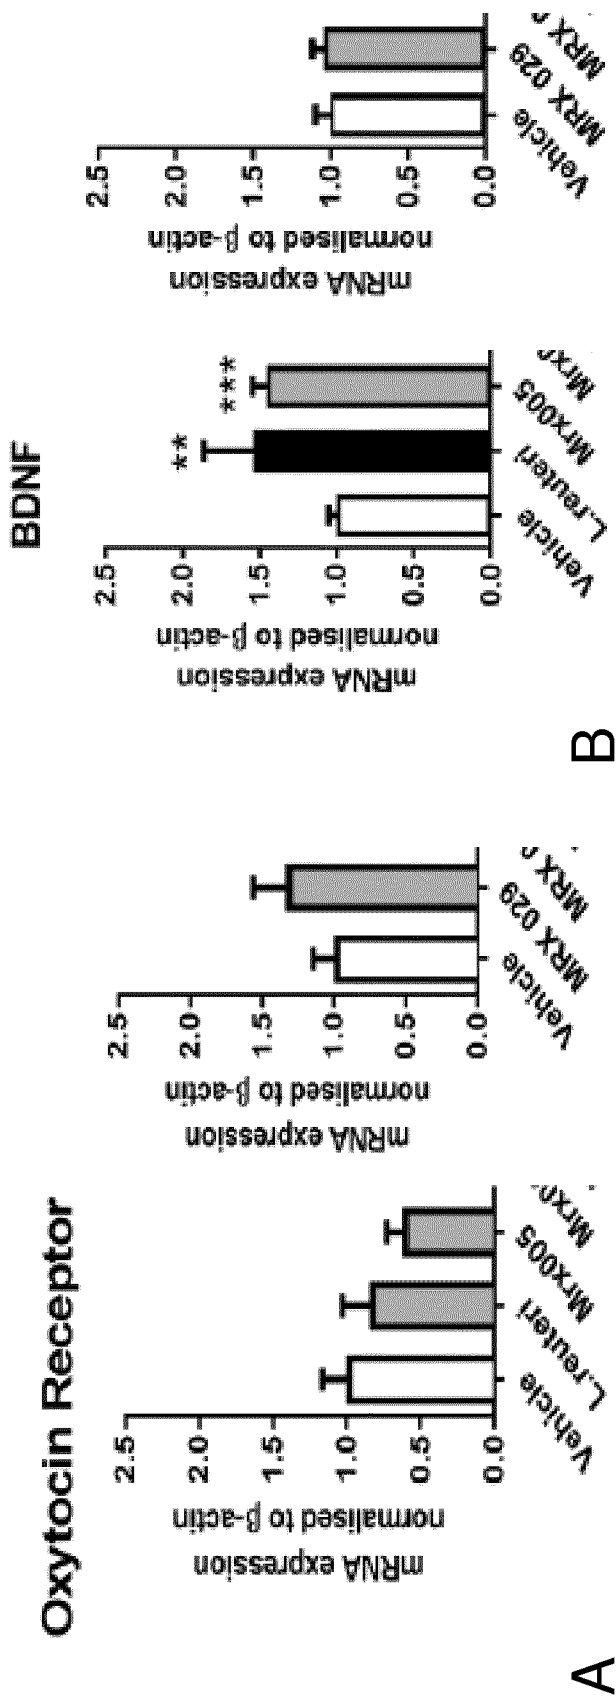 A
Oxytocin Receptor
mRNA expression
normalised to β-actin
2.5
2.0
1.5
1.0
0.5
0.0
Vehicle
L.reuteri
Mrx005
mRNA expression
normalised to β-actin
2.5
2.0
1.5
1.0
0.5
0.0
Vehicle
MRX 029
MRX
B
BDNF
mRNA expression
normalised to β-actin
2.5
2.0
1.5
1.0
0.5
0.0
**
***
Vehicle
L.reuteri
Mrx005
mRNA expression
normalised to β-actin
2.5
2.0
1.5
1.0
0.5
0.0
Vehicle
MRX 029
MRX